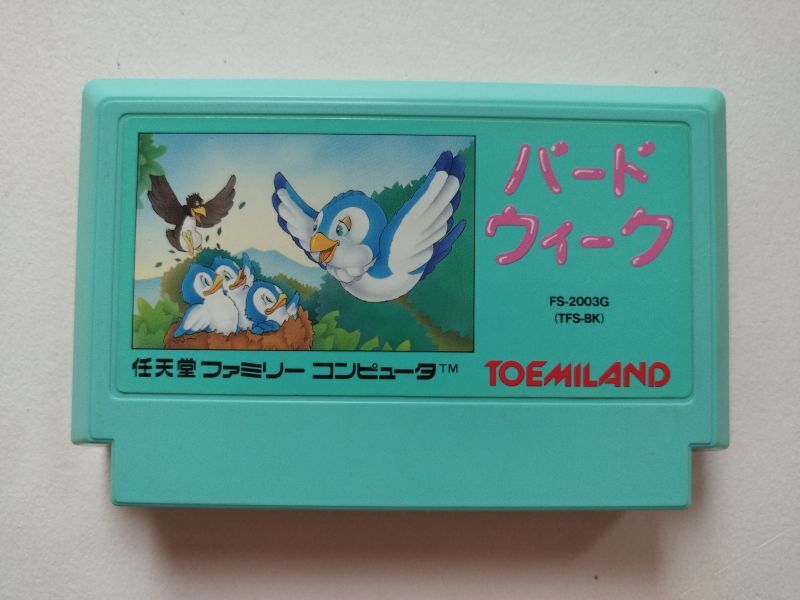 バード
ウィーク
FS-2003G
(TFS-BK)
任天堂 ファミリー コンピュータ™
TOEMILAND